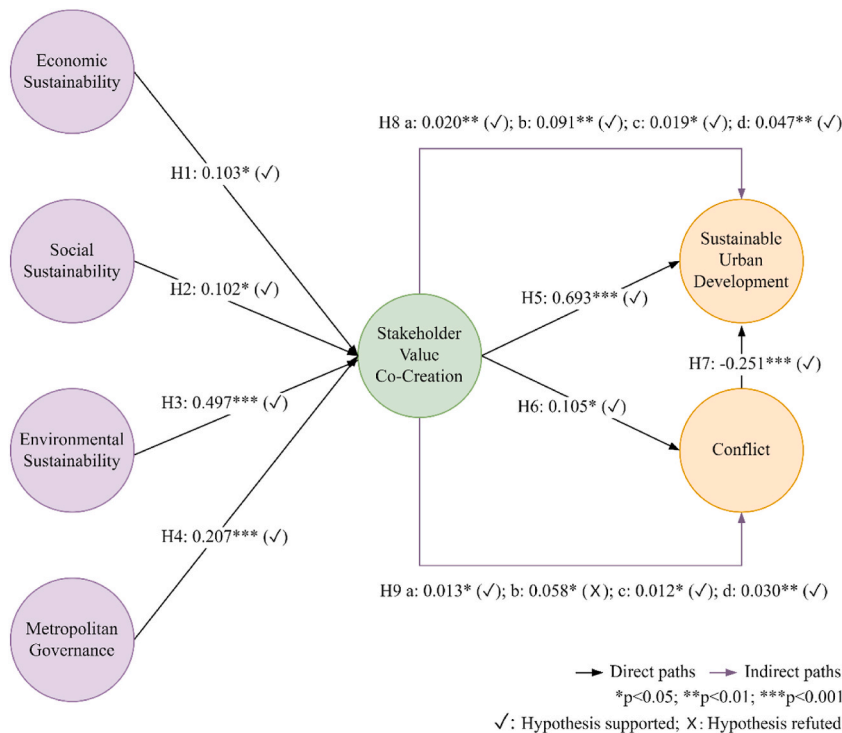 Economic
Sustainability
H8 a: 0.020** (✓); b: 0.091** (✓); c: 0.019* (✓); d: 0.047** (✓)
H1: 0.103* (✓)
Social
Sustainability
Sustainable
Urban
Development
H2: 0.102* (✓)
H5: 0.693*** (✓)
Stakeholder
Value
Co-Creation
H7: -0.251*** (✓)
H3: 0.497*** (✓)
H6: 0.105* (✓)
Environmental
Sustainability
Conflict
H4: 0.207*** (✓)
H9 a: 0.013* (✓); b: 0.058* (X); c: 0.012* (✓); d: 0.030** (✓)
Metropolitan
Governance
Direct paths Indirect paths
*p<0.05; **p<0.01; ***p<0.001
✓: Hypothesis supported; X: Hypothesis refuted